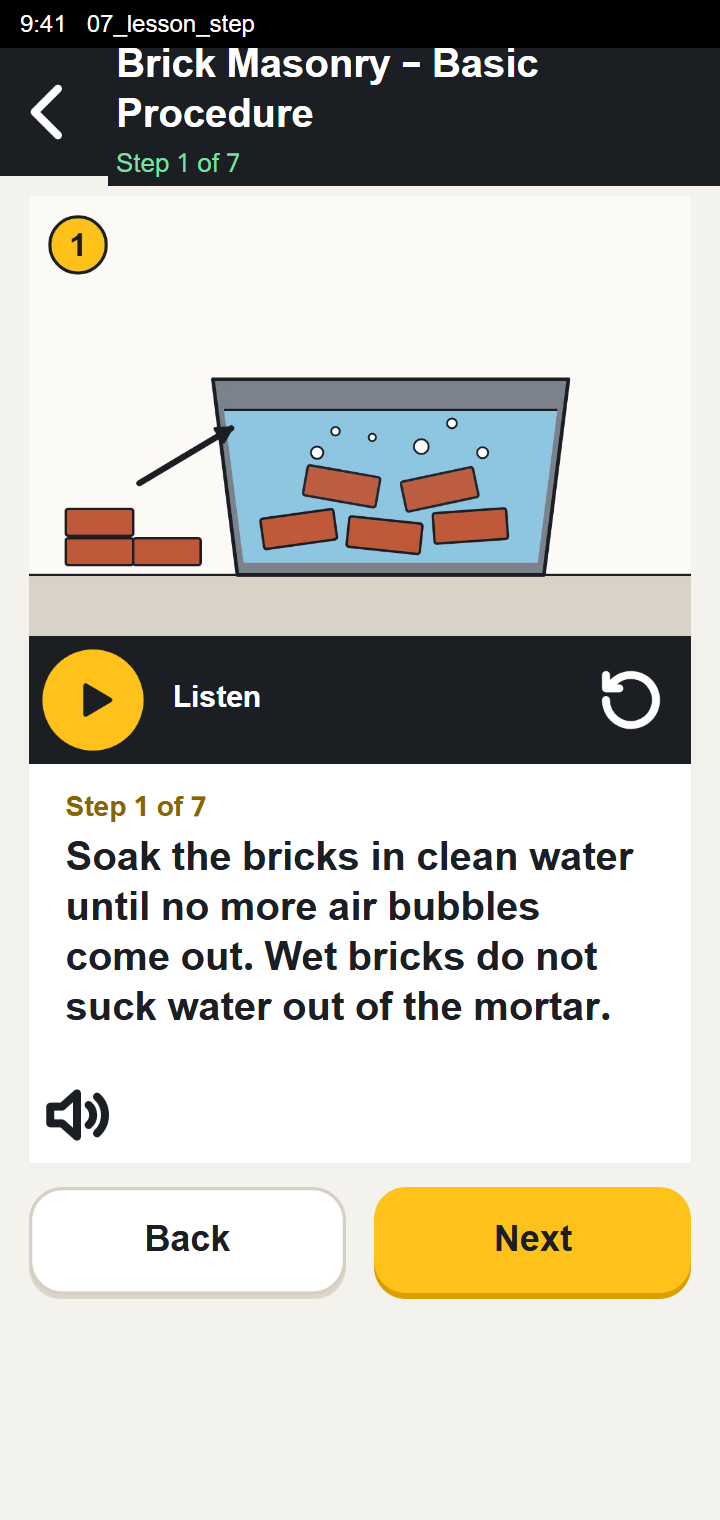 9:41 07_lesson_step
Brick Masonry – Basic
Procedure
Step 1 of 7
1
Listen
Step 1 of 7
Soak the bricks in clean water
until no more air bubbles
come out. Wet bricks do not
suck water out of the mortar.
Back
Next